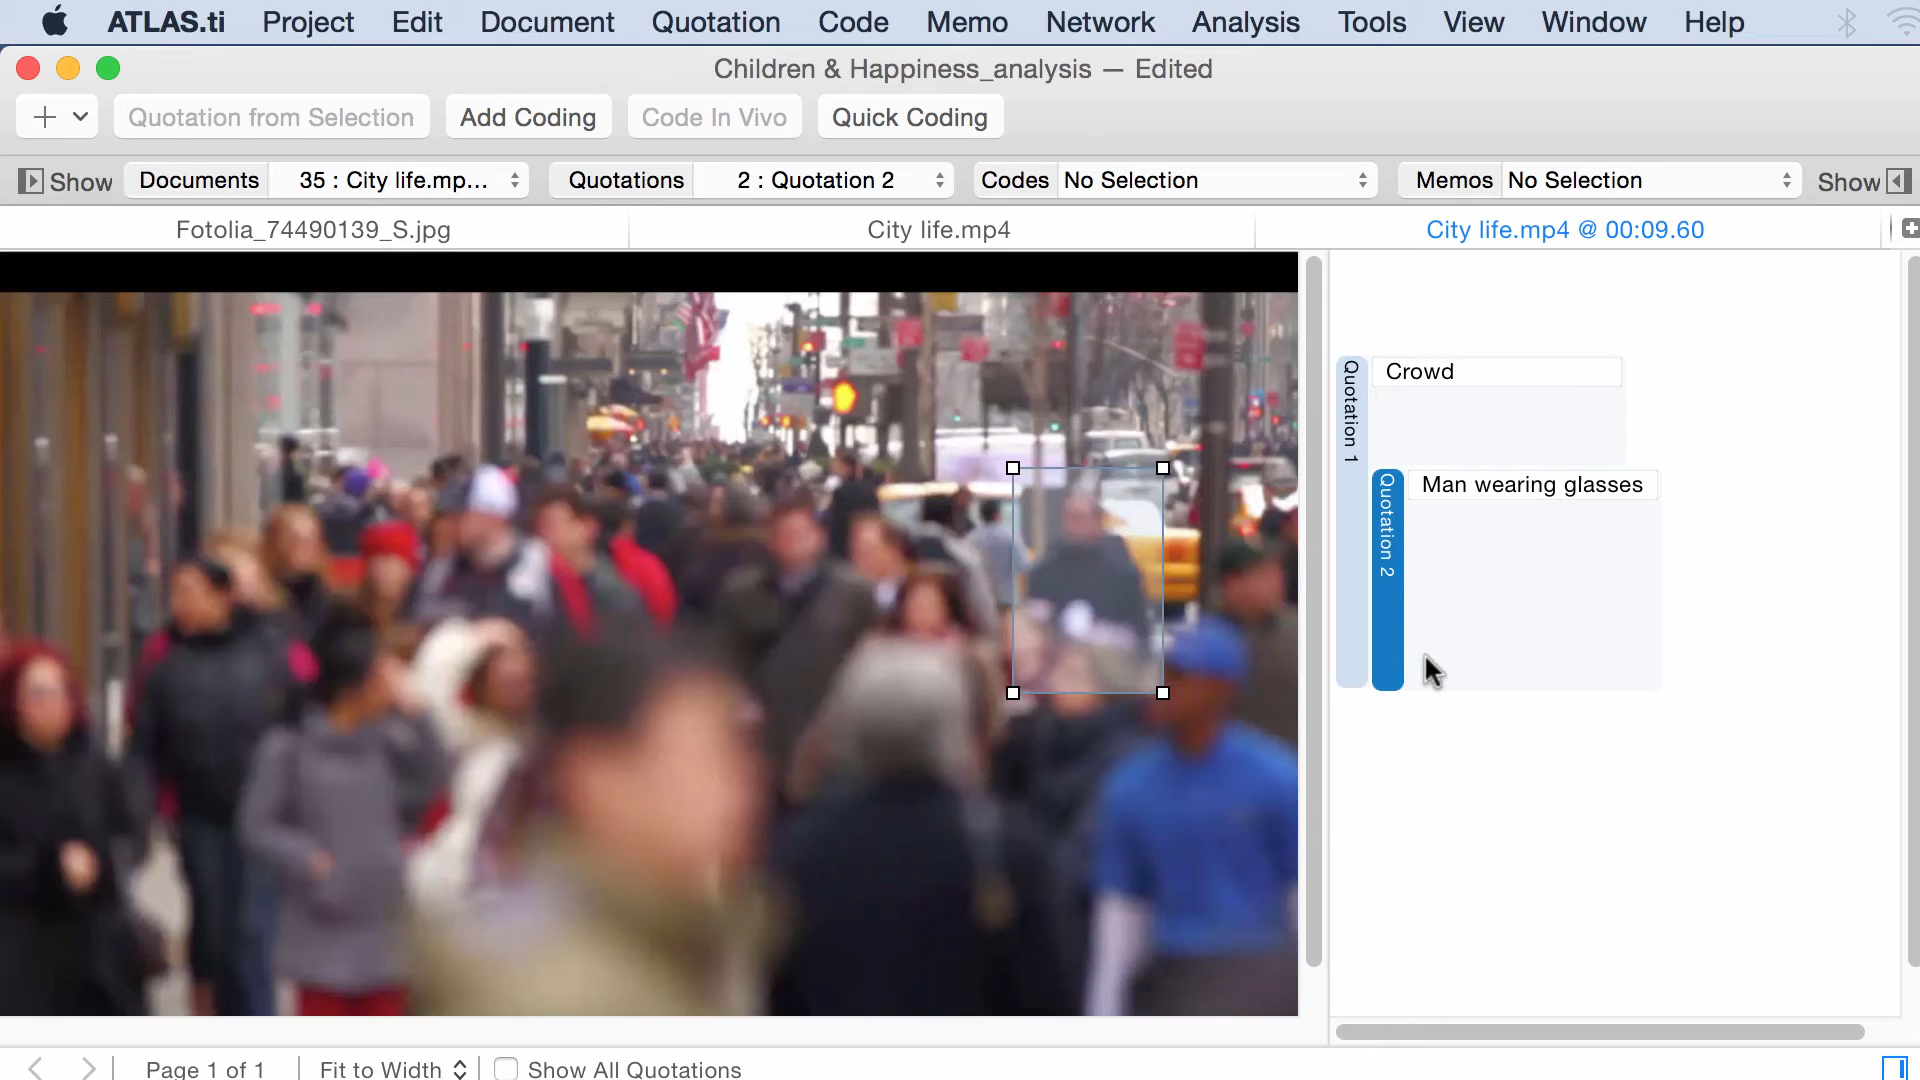 ATLAS.ti Project Edit Document Quotation Code Memo Network Analysis Tools View Window Help
Children & Happiness_analysis — Edited
Quotation from Selection Add Coding Code In Vivo Quick Coding
Show Documents 35 : City life.mp... Quotations 2 : Quotation 2 Codes No Selection Memos No Selection Show
Fotolia_74490139_S.jpg City life.mp4 City life.mp4 @ 00:09.60
Quotation 1
Crowd
Quotation 2
Man wearing glasses
Page 1 of 1 Fit to Width Show All Quotations